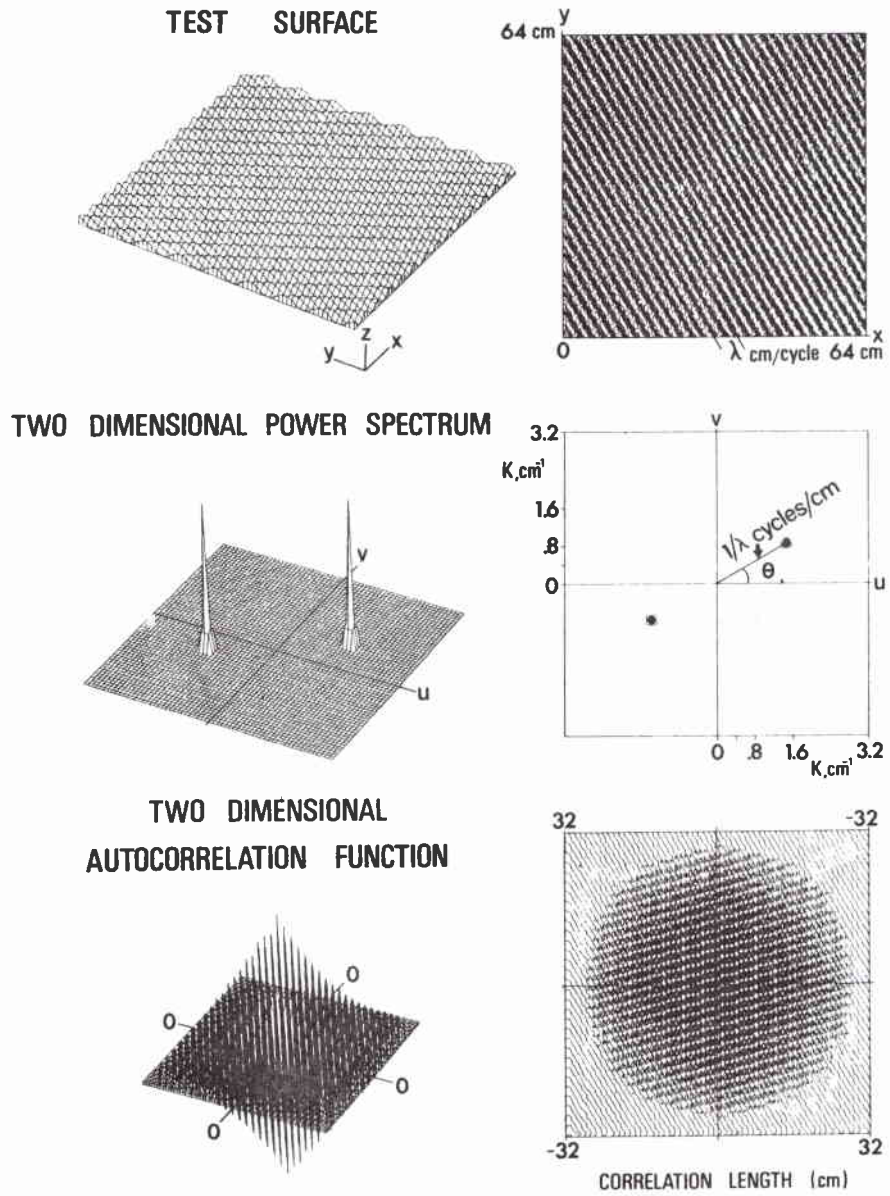 TEST SURFACE
y
64 cm
0
λ cm/cycle 64 cm
x
z
y
x
TWO DIMENSIONAL POWER SPECTRUM
v
3.2
K,cm⁻¹
1.6
.8
0
1/λ cycles/cm
θ
u
0 .8 1.6 3.2
K,cm⁻¹
v
u
TWO DIMENSIONAL
AUTOCORRELATION FUNCTION
0
0
0
0
32 -32
-32 32
CORRELATION LENGTH (cm)